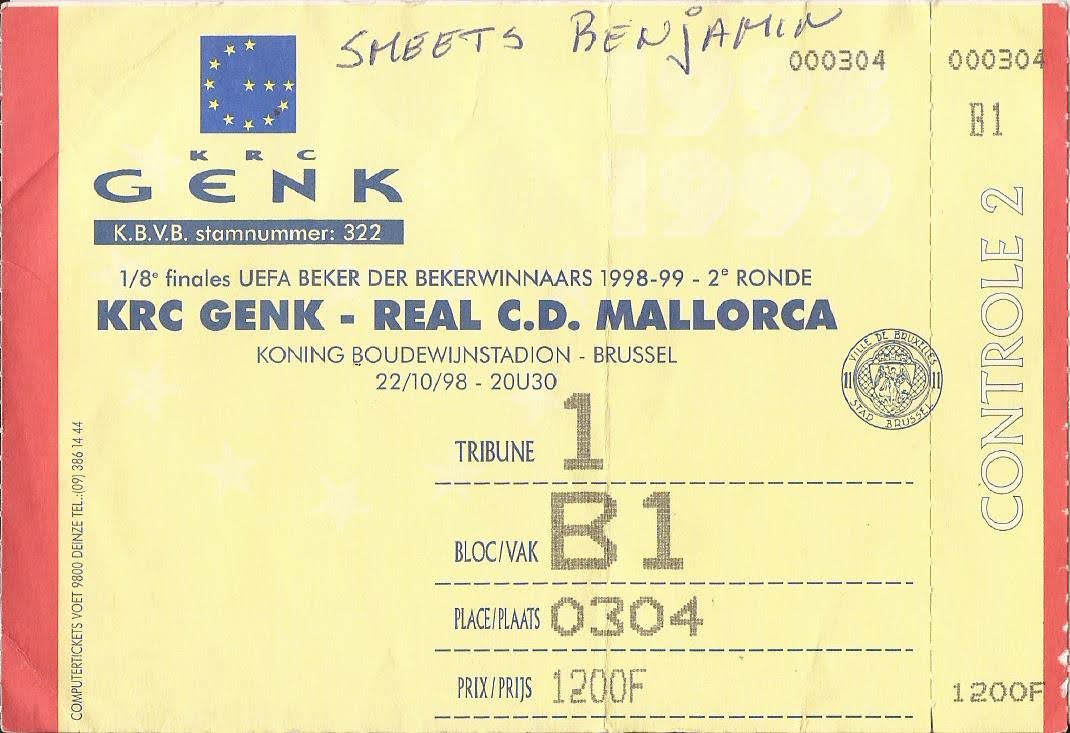 SMEETS BENJAMIN
000304
000304
B1
1998
1999
KRC
GENK
K.B.V.B. stamnummer: 322
1/8e finales UEFA BEKER DER BEKERWINNAARS 1998-99 - 2e RONDE
KRC GENK - REAL C.D. MALLORCA
KONING BOUDEWIJNSTADION - BRUSSEL
22/10/98 - 20U30
VILLE DE BRUXELLES
11 11
STAD BRUSSEL
CONTROLE 2
TRIBUNE 1
BLOC/VAK B1
PLACE/PLAATS 0304
PRIX/PRIJS 1200F
1200F
COMPUTERTICKETS VOET 9800 DEINZE TEL.:(09) 386 14 44